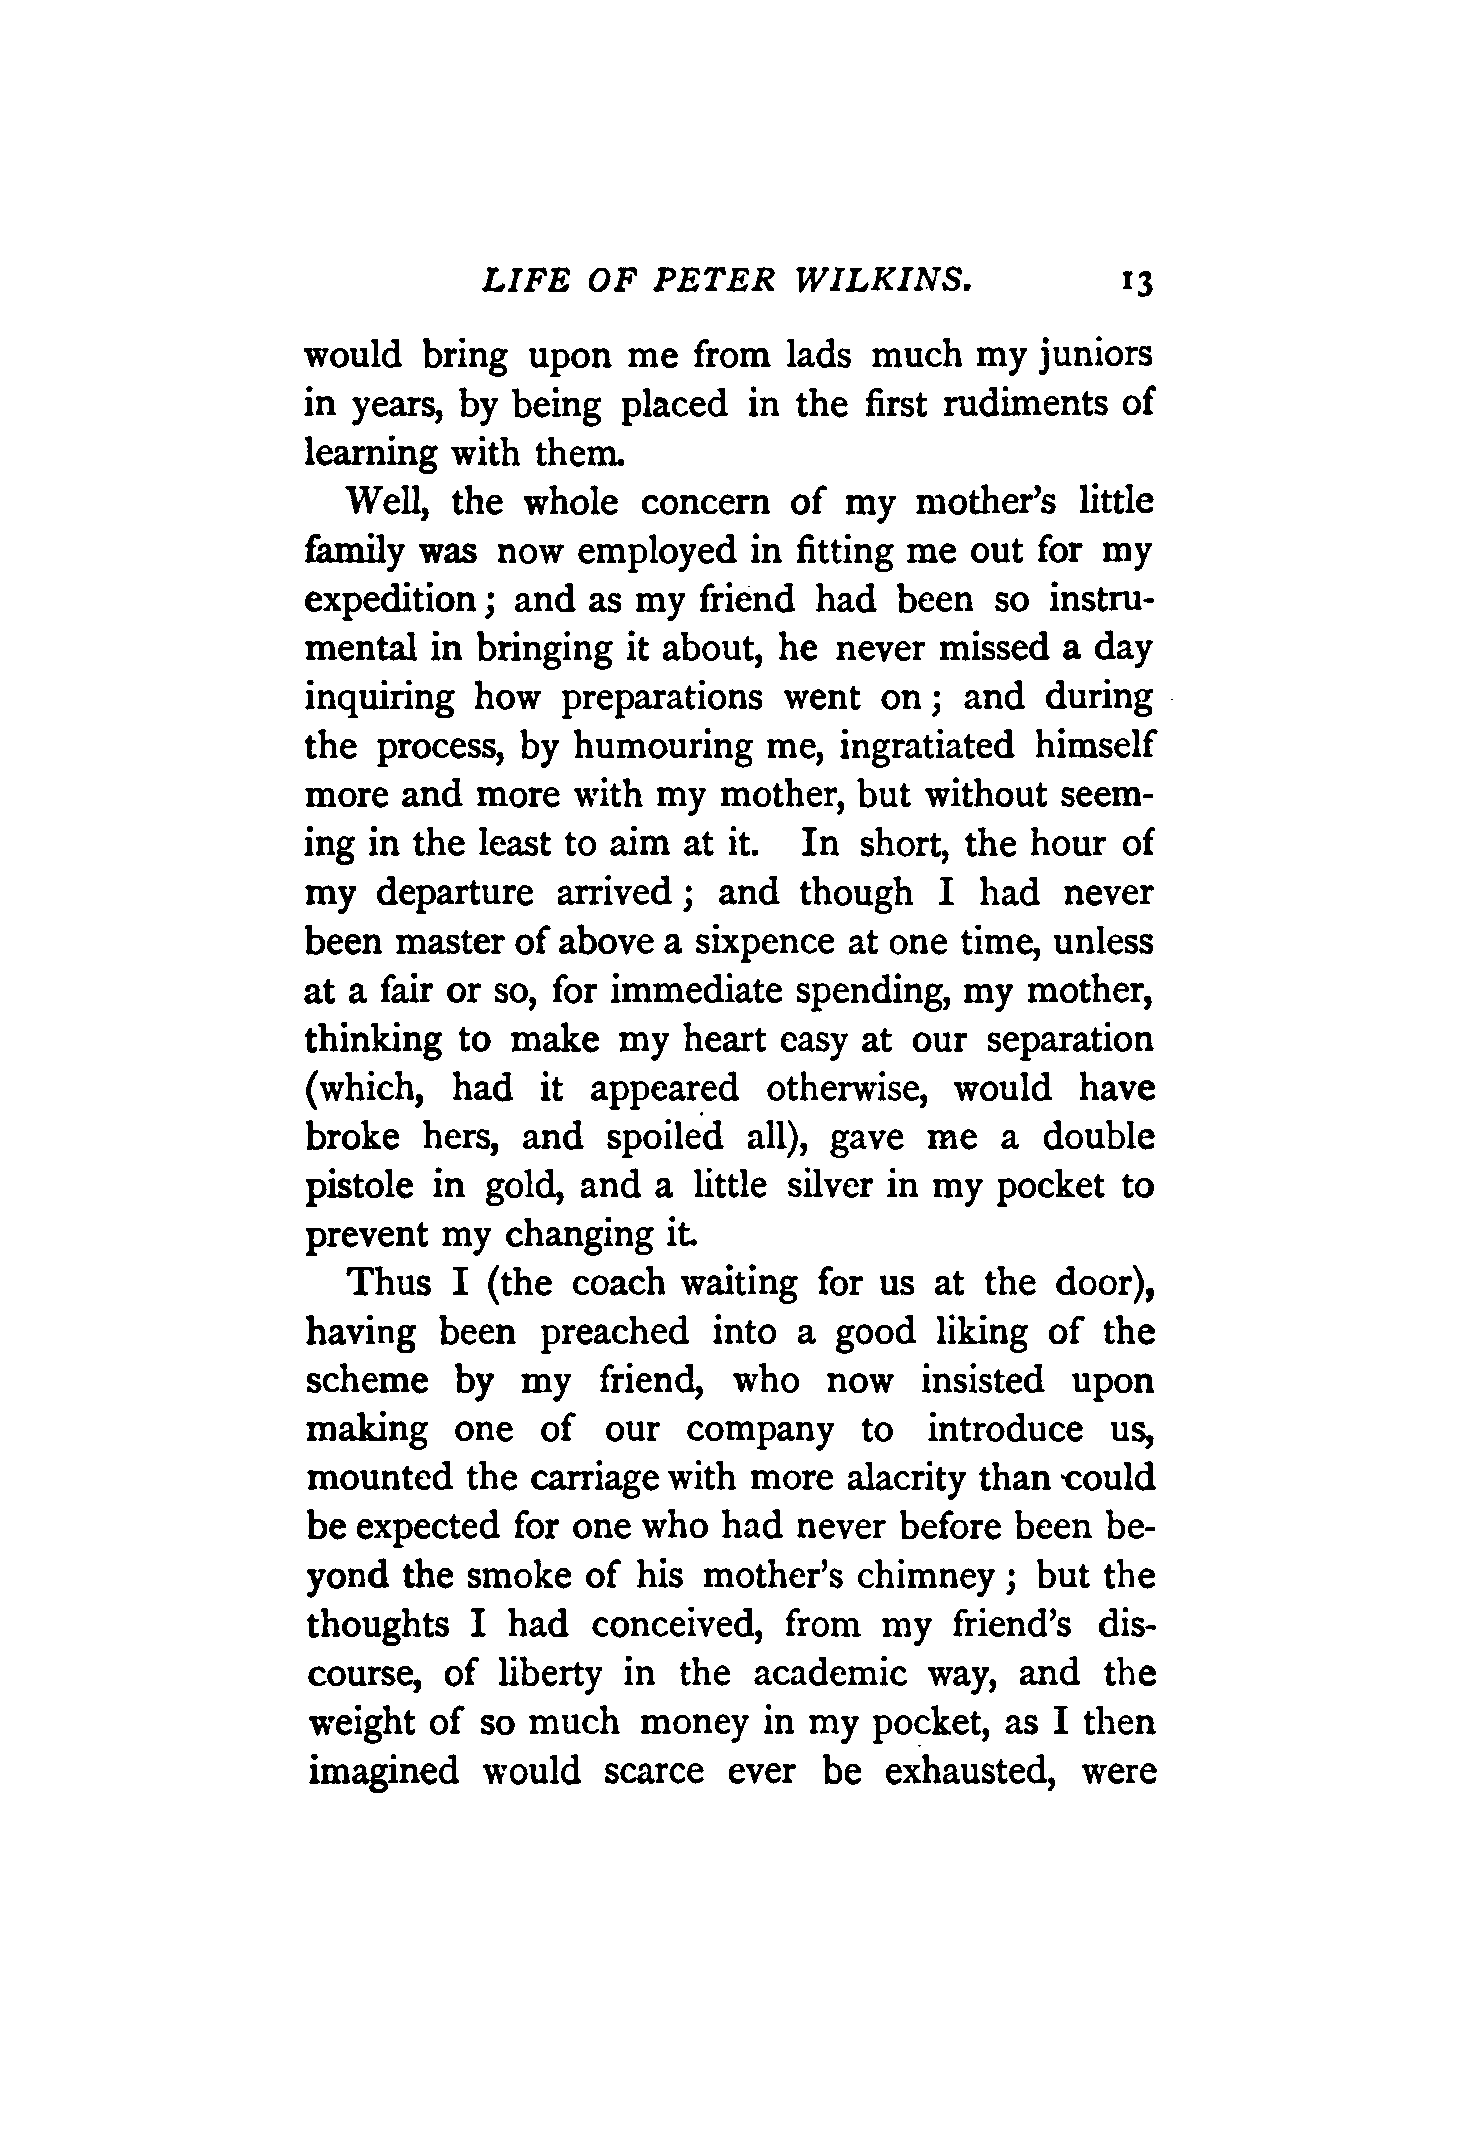 LIFE OF PETER WILKINS. 13
would bring upon me from lads much my juniors
in years, by being placed in the first rudiments of
learning with them.
Well, the whole concern of my mother's little
family was now employed in fitting me out for my
expedition; and as my friend had been so instru-
mental in bringing it about, he never missed a day
inquiring how preparations went on; and during
the process, by humouring me, ingratiated himself
more and more with my mother, but without seem-
ing in the least to aim at it. In short, the hour of
my departure arrived; and though I had never
been master of above a sixpence at one time, unless
at a fair or so, for immediate spending, my mother,
thinking to make my heart easy at our separation
(which, had it appeared otherwise, would have
broke hers, and spoiled all), gave me a double
pistole in gold, and a little silver in my pocket to
prevent my changing it.
Thus I (the coach waiting for us at the door),
having been preached into a good liking of the
scheme by my friend, who now insisted upon
making one of our company to introduce us,
mounted the carriage with more alacrity than could
be expected for one who had never before been be-
yond the smoke of his mother's chimney; but the
thoughts I had conceived, from my friend's dis-
course, of liberty in the academic way, and the
weight of so much money in my pocket, as I then
imagined would scarce ever be exhausted, were